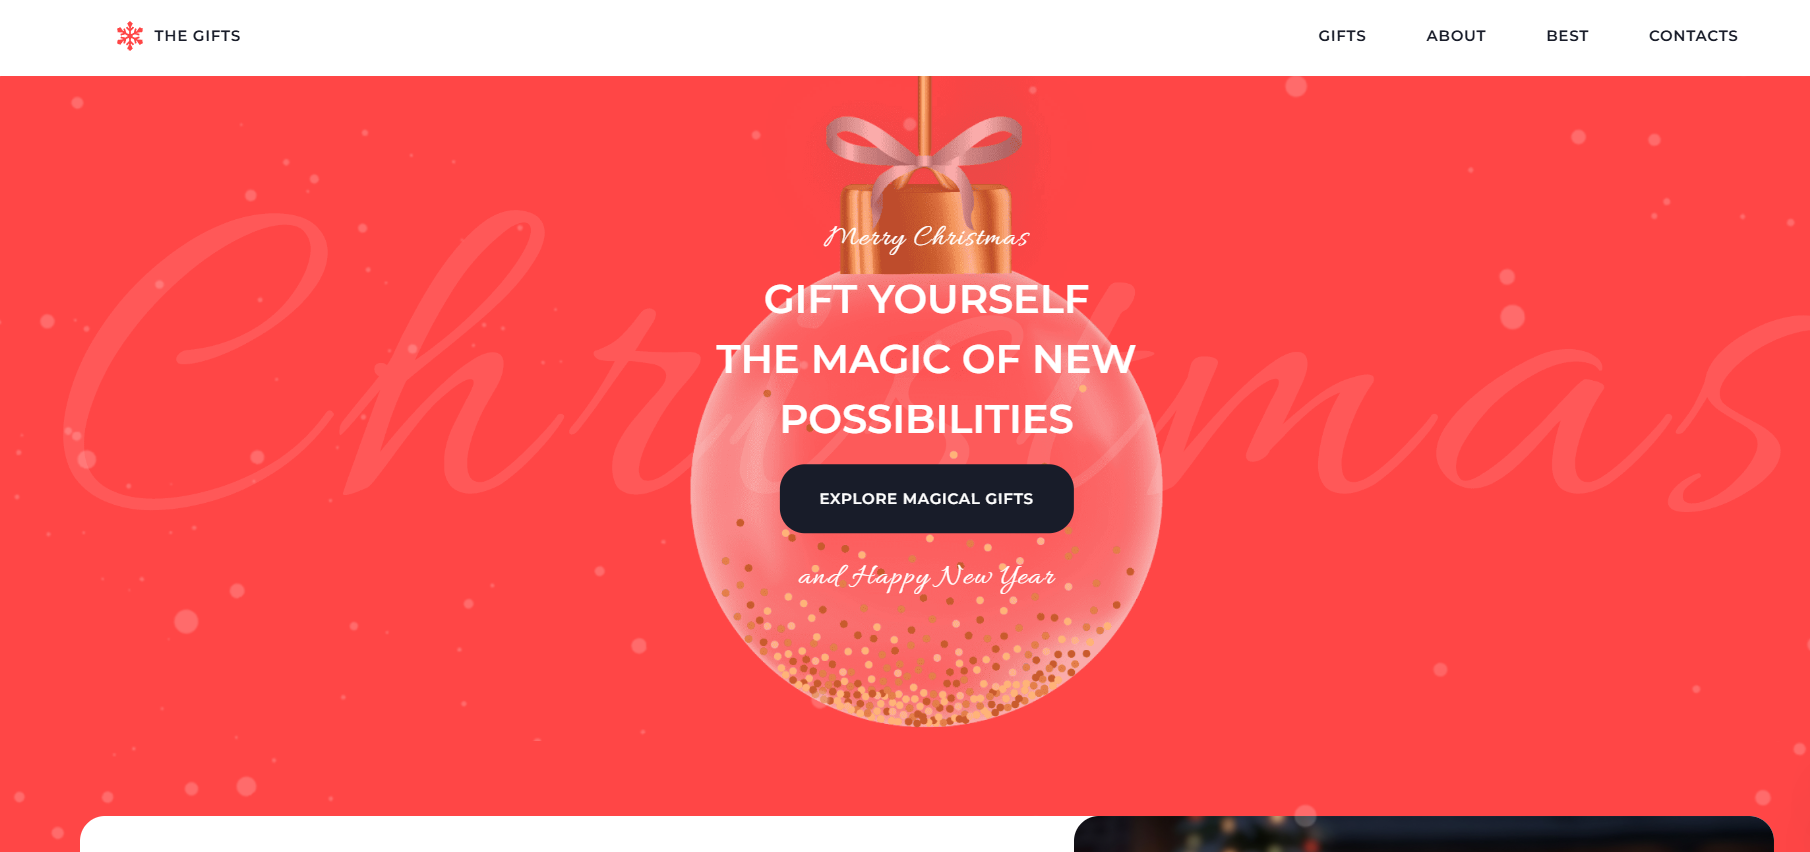 THE GIFTS
GIFTS
ABOUT
BEST
CONTACTS
Christmas
Merry Christmas
GIFT YOURSELF
THE MAGIC OF NEW
POSSIBILITIES
EXPLORE MAGICAL GIFTS
and Happy New Year